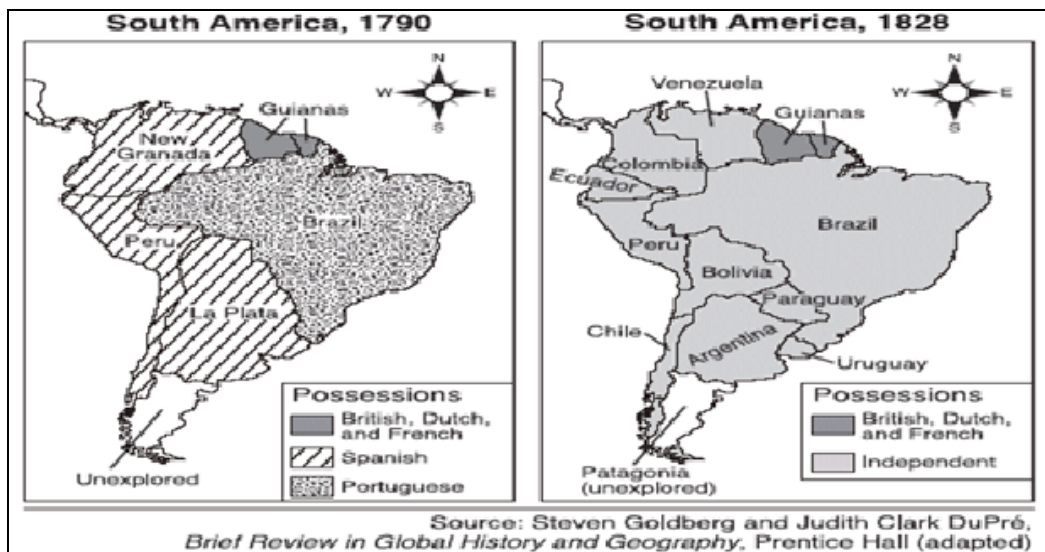 South America, 1790
N
W
E
S
Guianas
New
Granada
Brazil
Peru
La Plata
Unexplored
Possessions
British, Dutch,
and French
Spanish
Portuguese
South America, 1828
N
W
E
S
Venezuela
Guianas
Colombia
Ecuador
Brazil
Peru
Bolivia
Paraguay
Chile
Argentina
Uruguay
Patagonia
(unexplored)
Possessions
British, Dutch,
and French
Independent
Source: Steven Goldberg and Judith Clark DuPré,
Brief Review in Global History and Geography, Prentice Hall (adapted)